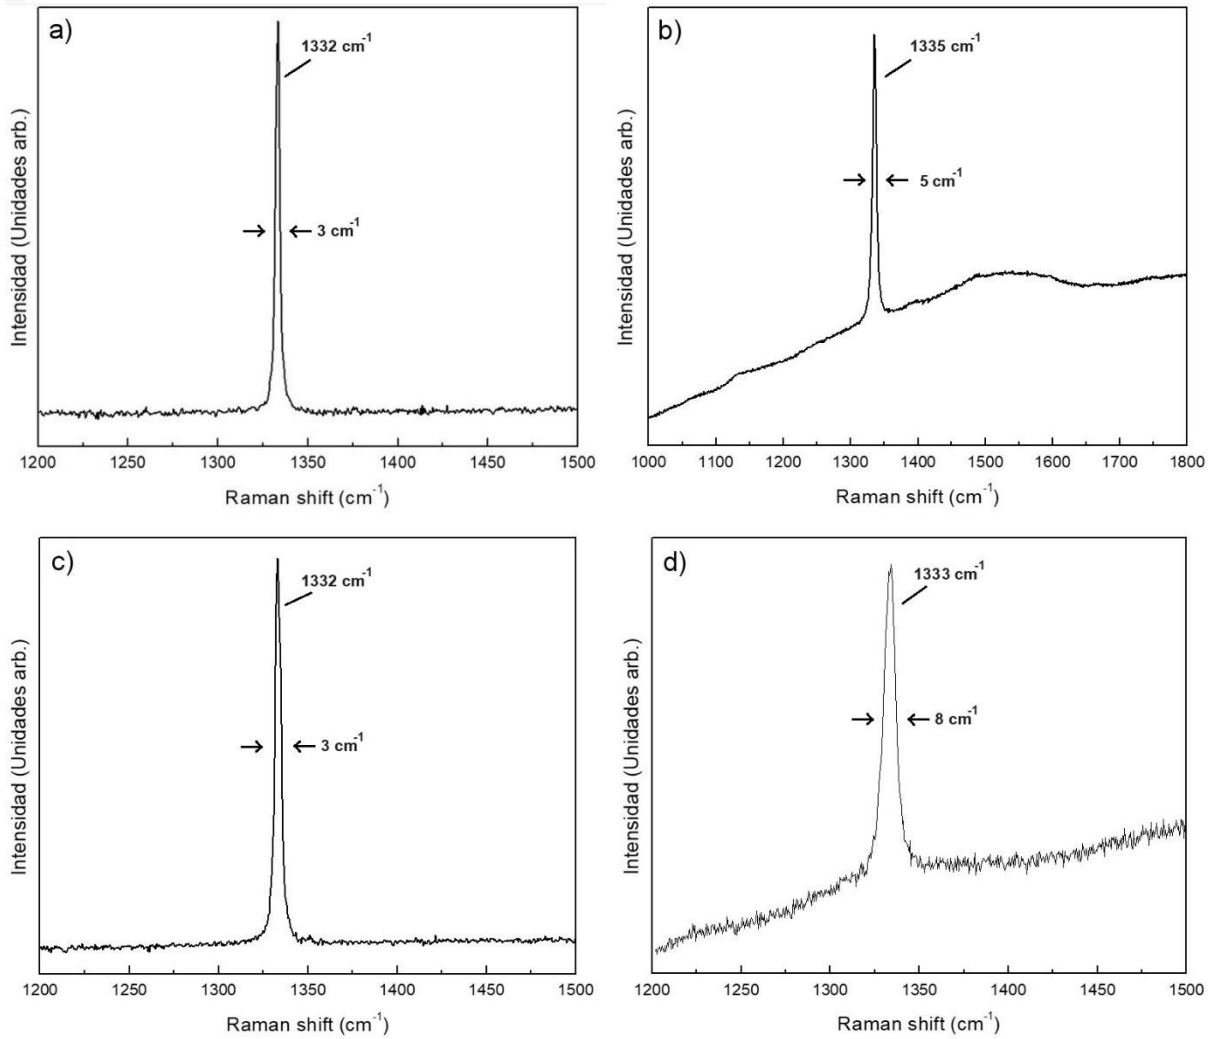 a)
1332 cm-1
3 cm-1
Intensidad (Unidades arb.)
1200 1250 1300 1350 1400 1450 1500
Raman shift (cm-1)
b)
1335 cm-1
5 cm-1
Intensidad (Unidades arb.)
1000 1100 1200 1300 1400 1500 1600 1700 1800
Raman shift (cm-1)
c)
1332 cm-1
3 cm-1
Intensidad (Unidades arb.)
1200 1250 1300 1350 1400 1450 1500
Raman shift (cm-1)
d)
1333 cm-1
8 cm-1
Intensidad (Unidades arb.)
1200 1250 1300 1350 1400 1450 1500
Raman shift (cm-1)